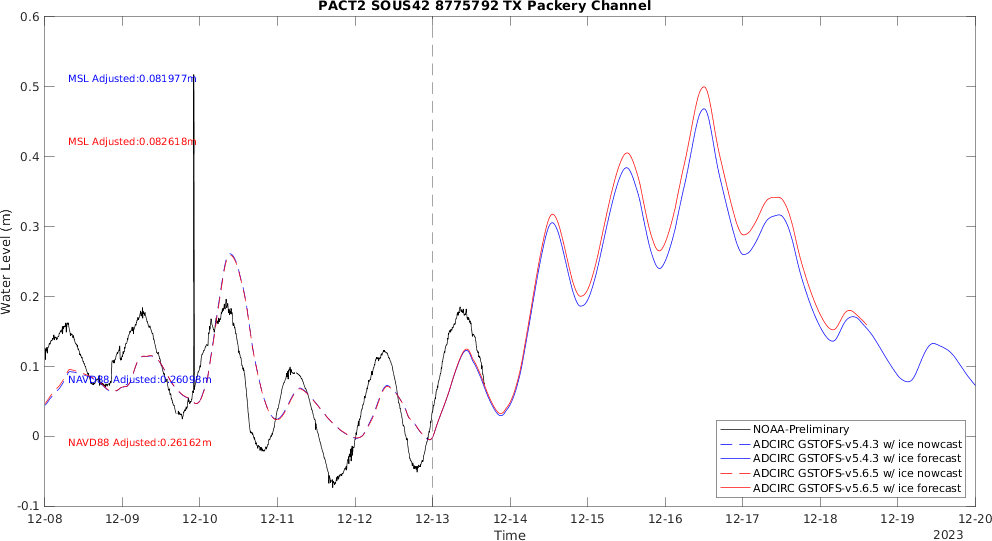 PACT2 SOUS42 8775792 TX Packery Channel
0.6
0.5
0.4
0.3
0.2
0.1
0
-0.1
Water Level (m)
MSL Adjusted:0.081977m
MSL Adjusted:0.082618m
NAVD88 Adjusted:0.26098m
NAVD88 Adjusted:0.26162m
NOAA-Preliminary
ADCIRC GSTOFS-v5.4.3 w/ ice nowcast
ADCIRC GSTOFS-v5.4.3 w/ ice forecast
ADCIRC GSTOFS-v5.6.5 w/ ice nowcast
ADCIRC GSTOFS-v5.6.5 w/ ice forecast
12-08 12-09 12-10 12-11 12-12 12-13 12-14 12-15 12-16 12-17 12-18 12-19 12-20
Time
2023